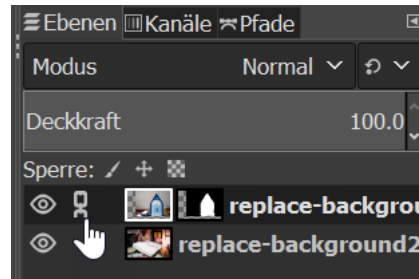 Ebenen Kanäle Pfade
Modus Normal
Deckkraft 100.0
Sperre:
replace-backgrou
replace-background2